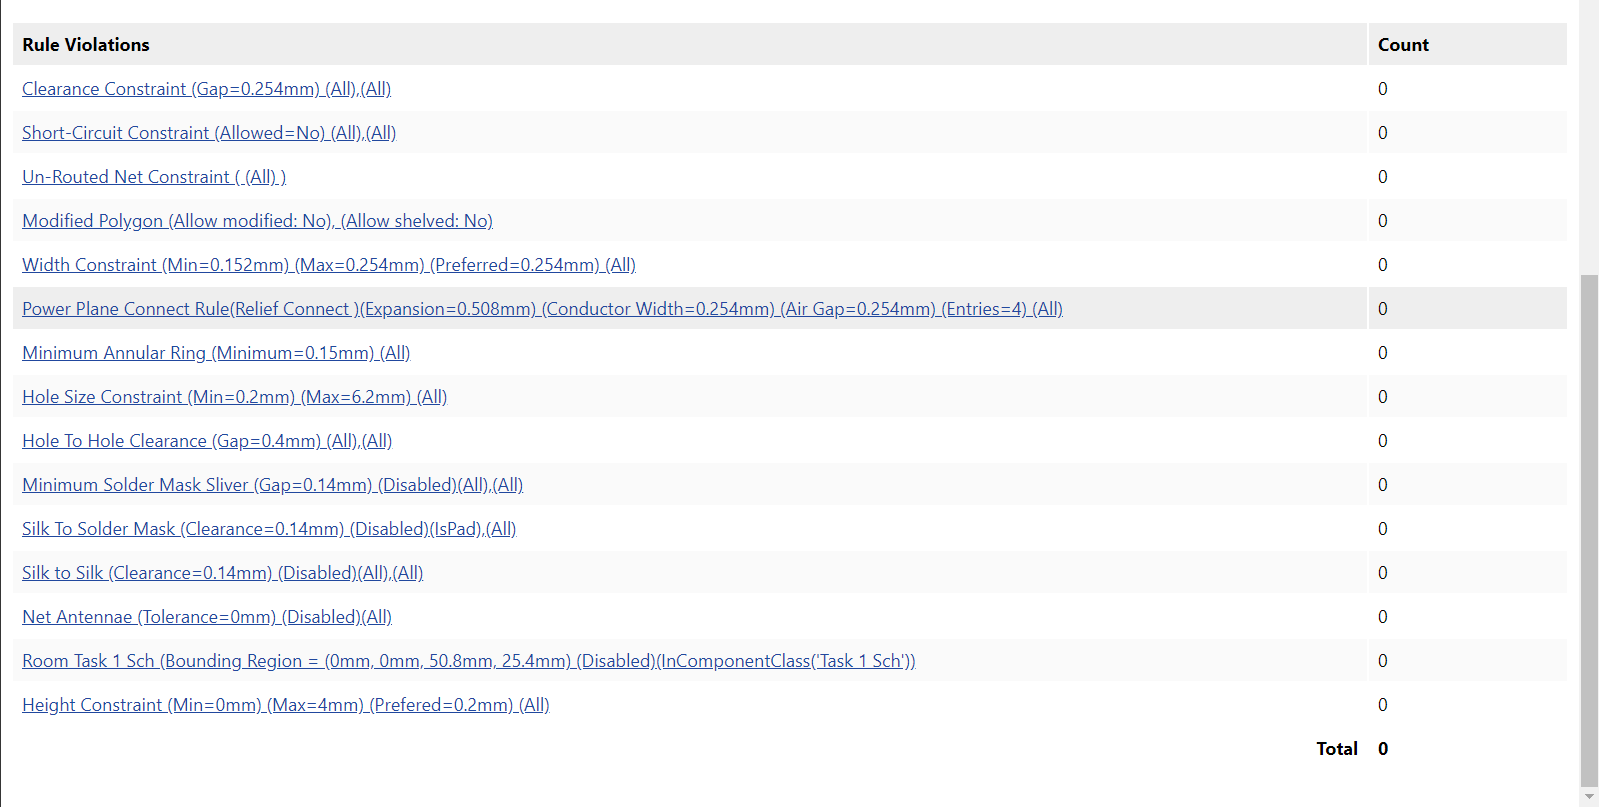 Rule Violations Count
Clearance Constraint (Gap=0.254mm) (All),(All) 0
Short-Circuit Constraint (Allowed=No) (All),(All) 0
Un-Routed Net Constraint ( (All) ) 0
Modified Polygon (Allow modified: No), (Allow shelved: No) 0
Width Constraint (Min=0.152mm) (Max=0.254mm) (Preferred=0.254mm) (All) 0
Power Plane Connect Rule(Relief Connect )(Expansion=0.508mm) (Conductor Width=0.254mm) (Air Gap=0.254mm) (Entries=4) (All) 0
Minimum Annular Ring (Minimum=0.15mm) (All) 0
Hole Size Constraint (Min=0.2mm) (Max=6.2mm) (All) 0
Hole To Hole Clearance (Gap=0.4mm) (All),(All) 0
Minimum Solder Mask Sliver (Gap=0.14mm) (Disabled)(All),(All) 0
Silk To Solder Mask (Clearance=0.14mm) (Disabled)(IsPad),(All) 0
Silk to Silk (Clearance=0.14mm) (Disabled)(All),(All) 0
Net Antennae (Tolerance=0mm) (Disabled)(All) 0
Room Task 1 Sch (Bounding Region = (0mm, 0mm, 50.8mm, 25.4mm) (Disabled)(InComponentClass('Task 1 Sch')) 0
Height Constraint (Min=0mm) (Max=4mm) (Prefered=0.2mm) (All) 0
Total 0